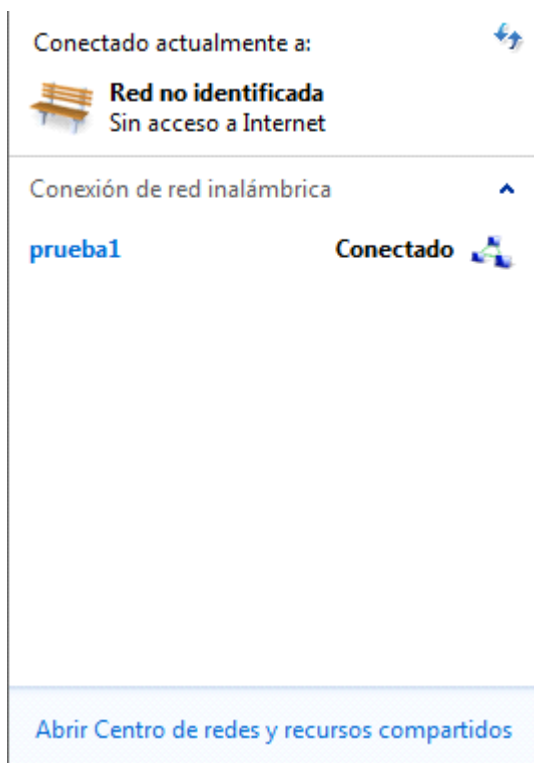 Conectado actualmente a:
Red no identificada
Sin acceso a Internet
Conexión de red inalámbrica
prueba1 Conectado
Abrir Centro de redes y recursos compartidos